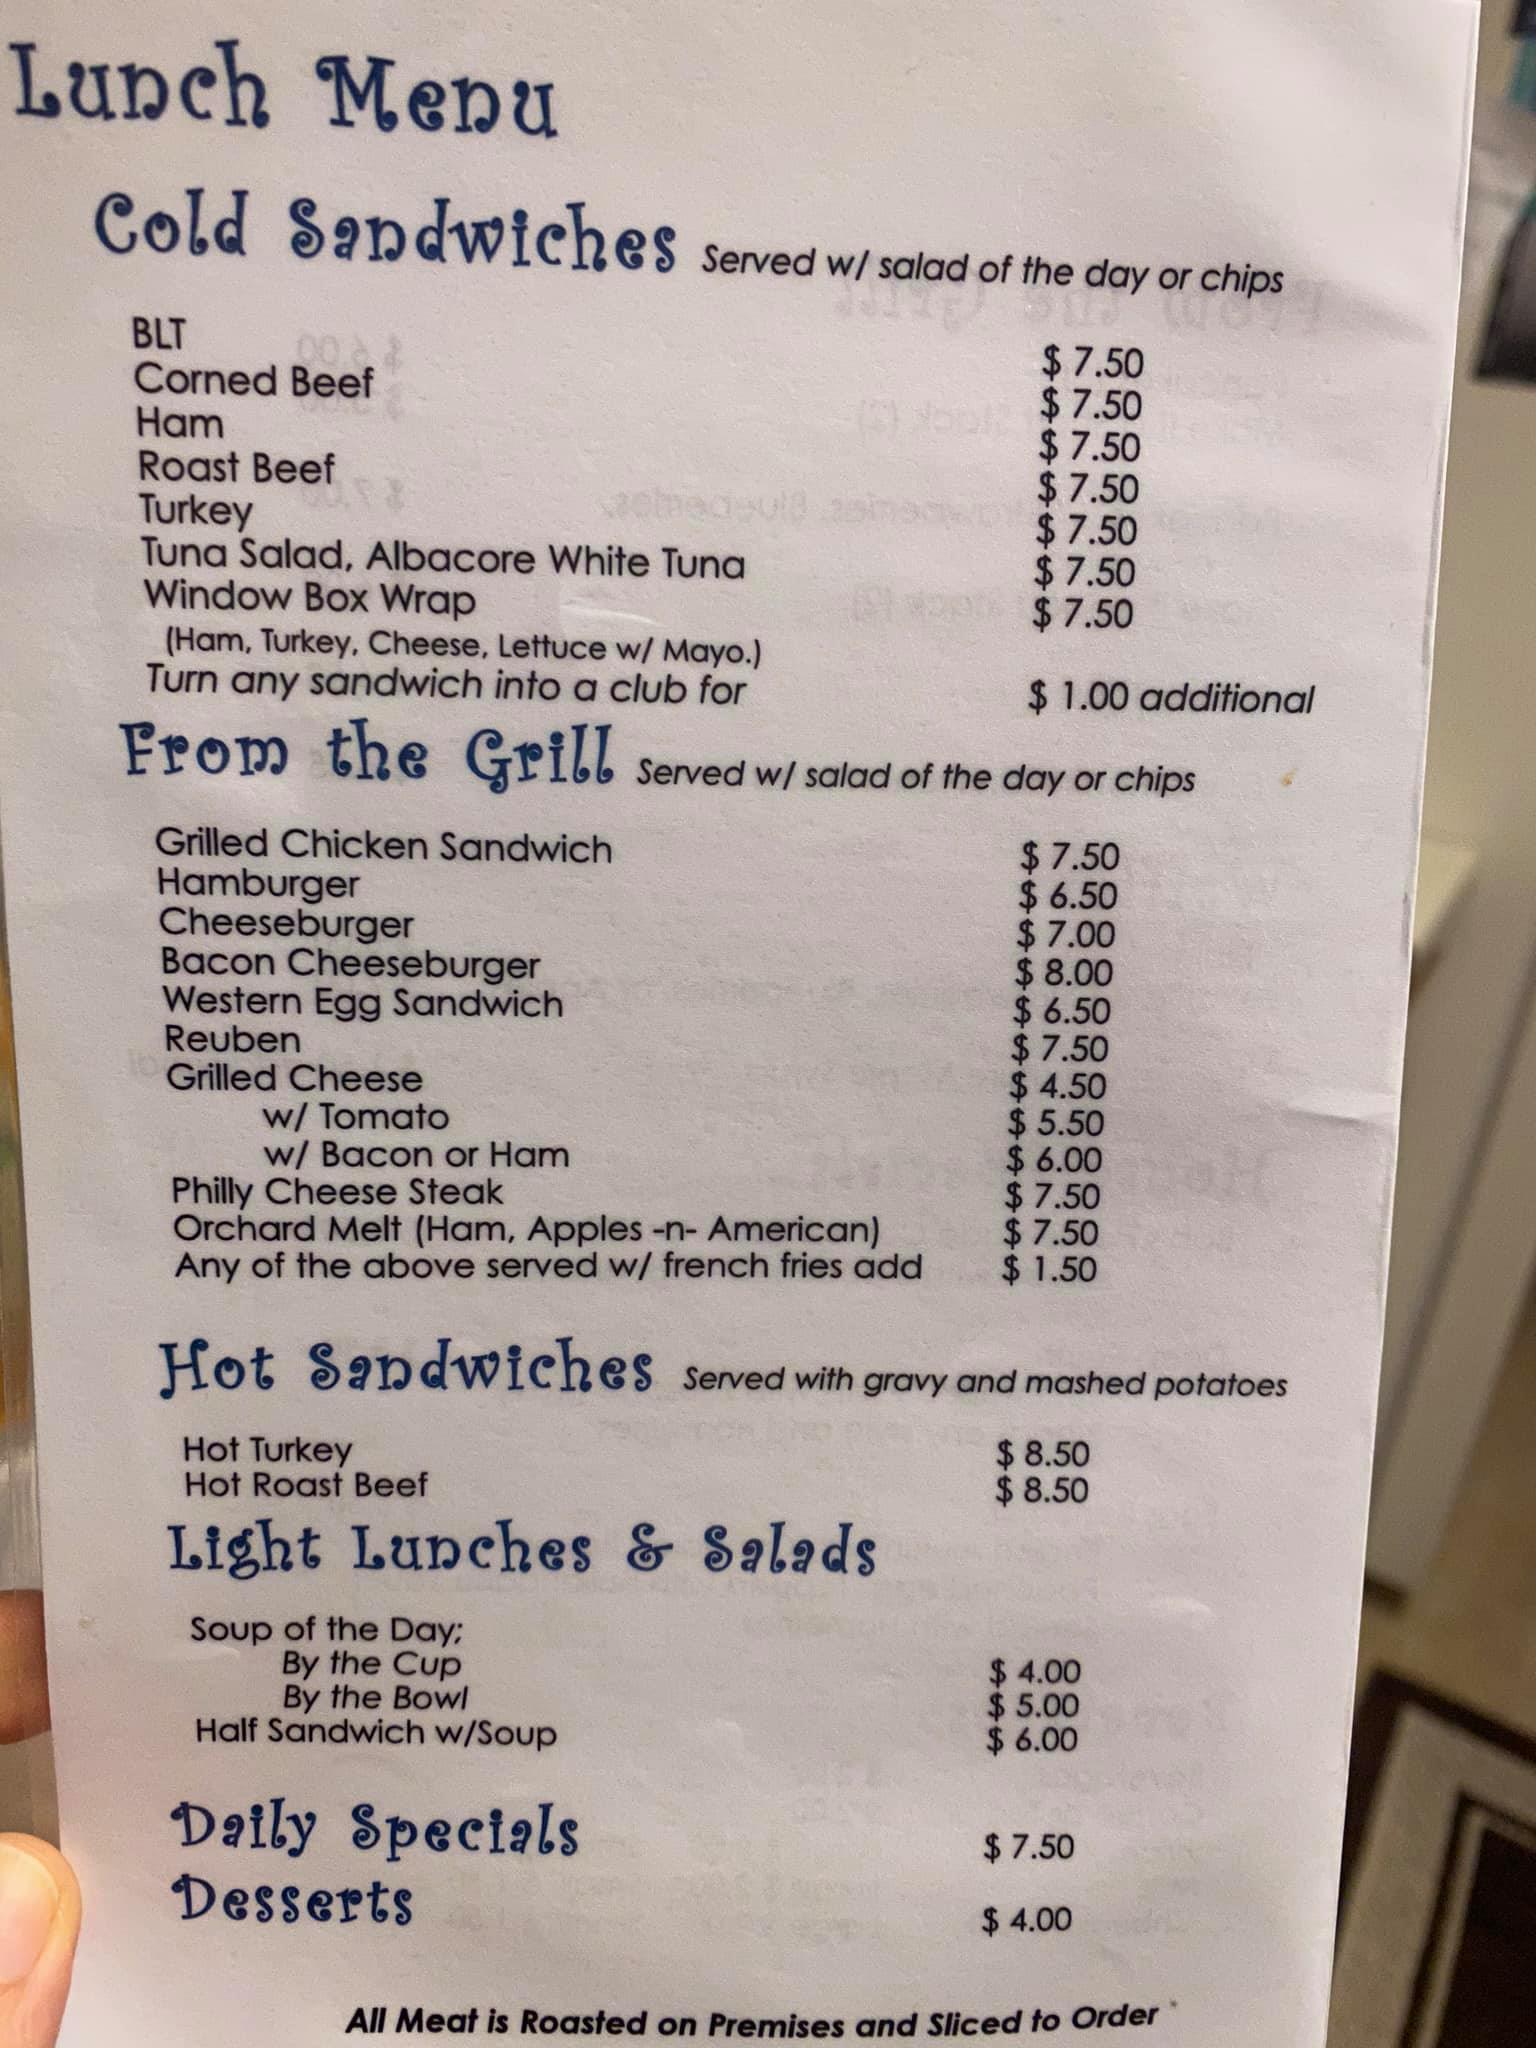 Lunch Menu
Cold Sandwiches Served w/ salad of the day or chips
BLT $ 7.50
Corned Beef $ 7.50
Ham $ 7.50
Roast Beef $ 7.50
Turkey $ 7.50
Tuna Salad, Albacore White Tuna $ 7.50
Window Box Wrap $ 7.50
(Ham, Turkey, Cheese, Lettuce w/ Mayo.)
Turn any sandwich into a club for $ 1.00 additional
From the Grill Served w/ salad of the day or chips
Grilled Chicken Sandwich $ 7.50
Hamburger $ 6.50
Cheeseburger $ 7.00
Bacon Cheeseburger $ 8.00
Western Egg Sandwich $ 6.50
Reuben $ 7.50
Grilled Cheese $ 4.50
w/ Tomato $ 5.50
w/ Bacon or Ham $ 6.00
Philly Cheese Steak $ 7.50
Orchard Melt (Ham, Apples -n- American) $ 7.50
Any of the above served w/ french fries add $ 1.50
Hot Sandwiches Served with gravy and mashed potatoes
Hot Turkey $ 8.50
Hot Roast Beef $ 8.50
Light Lunches & Salads
Soup of the Day;
By the Cup $ 4.00
By the Bowl $ 5.00
Half Sandwich w/Soup $ 6.00
Daily Specials $ 7.50
Desserts $ 4.00
All Meat is Roasted on Premises and Sliced to Order